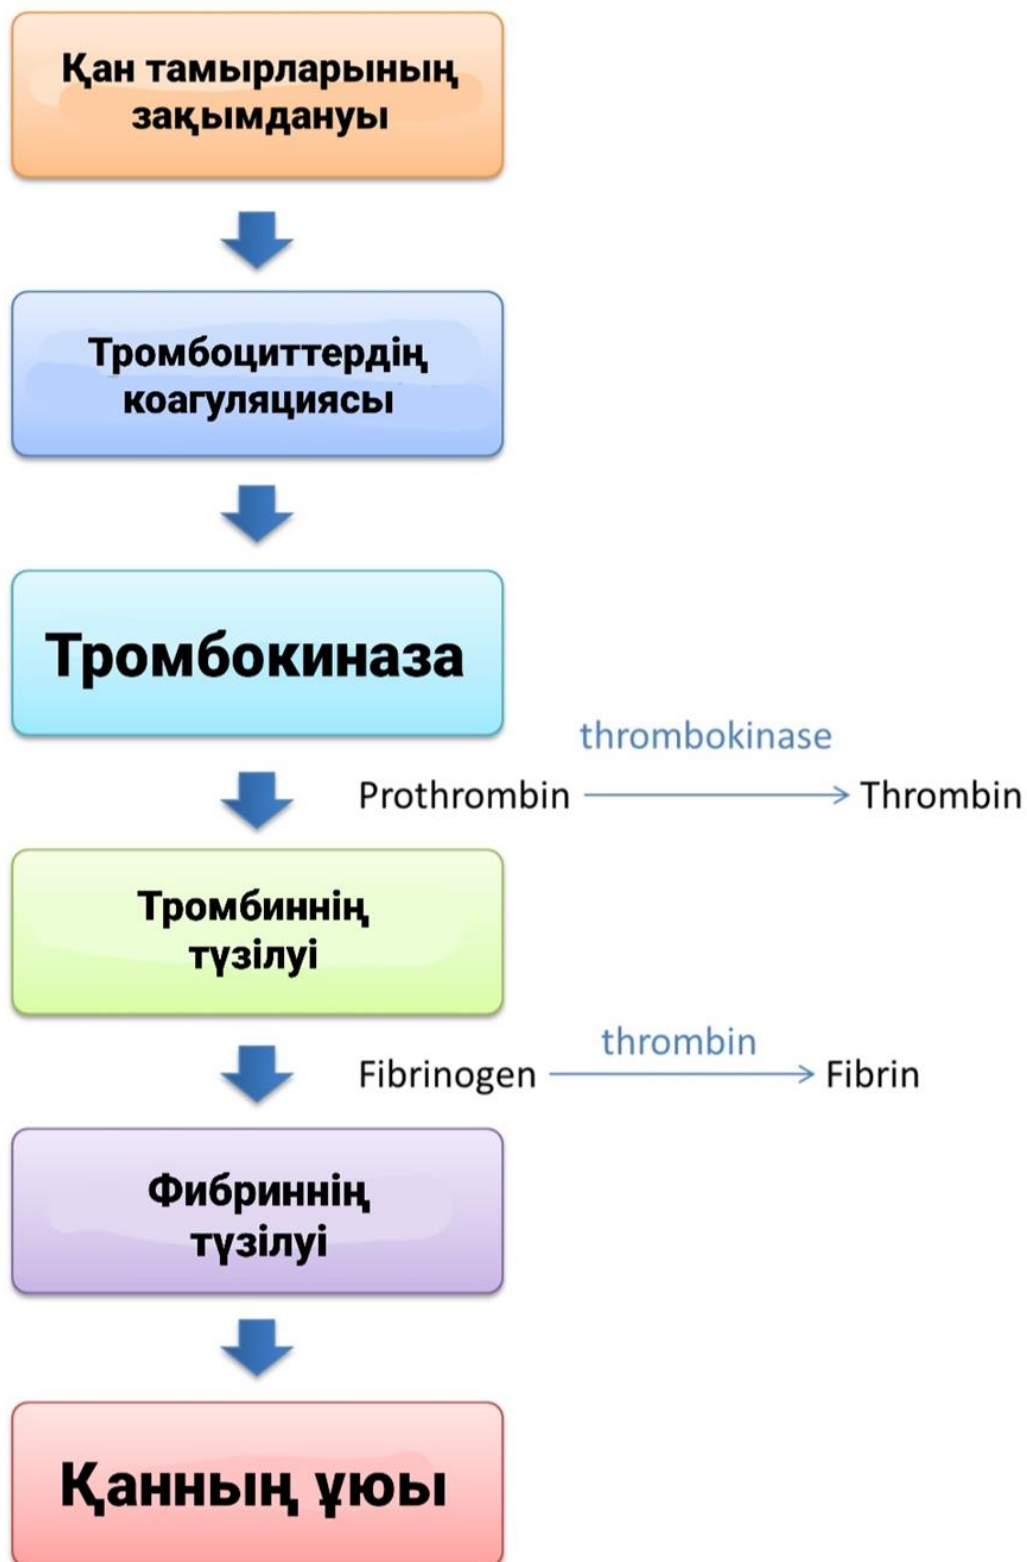 Қан тамырларының
зақымдануы
Тромбоциттердің
коагуляциясы
Тромбокиназа
thrombokinase
Prothrombin
Thrombin
Тромбиннің
түзілуі
thrombin
Fibrinogen
Fibrin
Фибриннің
түзілуі
Қанның ұюы